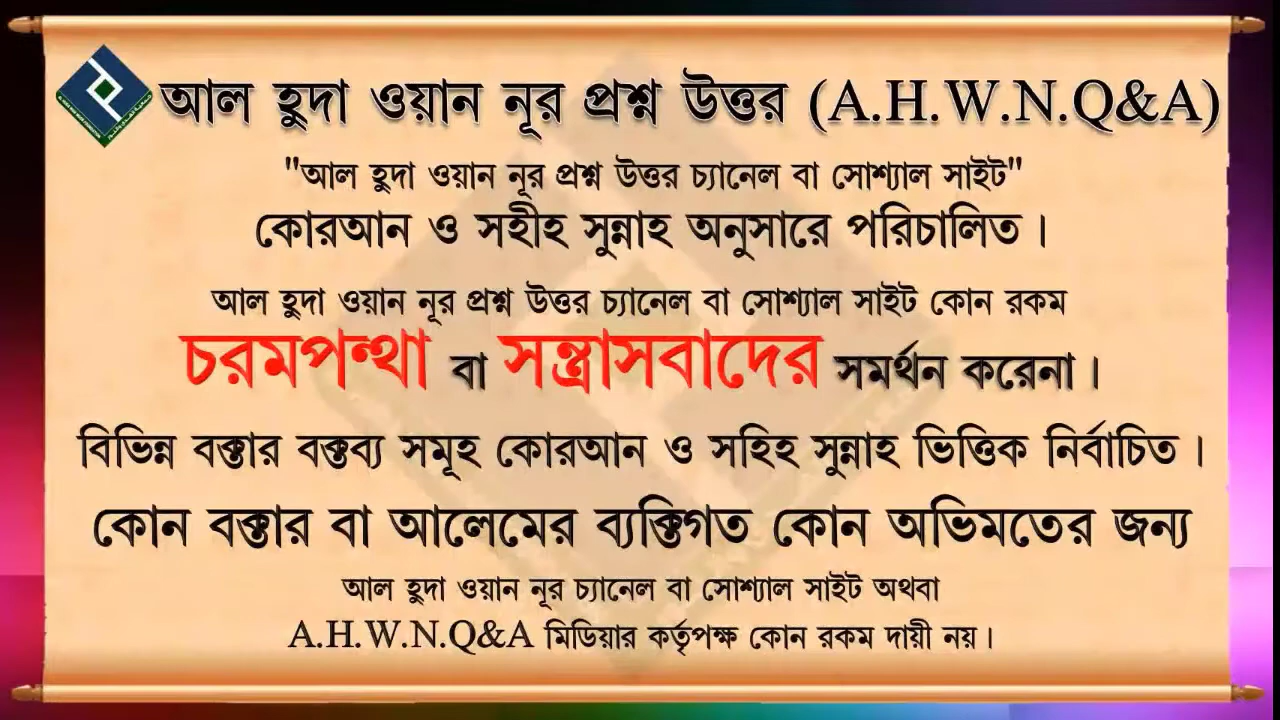 আল হুদা ওয়ান নূর প্রশ্ন উত্তর (A.H.W.N.Q&A)
"আল হুদা ওয়ান নূর প্রশ্ন উত্তর চ্যানেল বা সোশ্যাল সাইট"
কোরআন ও সহীহ সুন্নাহ অনুসারে পরিচালিত।
আল হুদা ওয়ান নূর প্রশ্ন উত্তর চ্যানেল বা সোশ্যাল সাইট কোন রকম
চরমপন্থা বা সন্ত্রাসবাদের সমর্থন করেনা।
বিভিন্ন বক্তার বক্তব্য সমূহ কোরআন ও সহিহ সুন্নাহ ভিত্তিক নির্বাচিত।
কোন বক্তার বা আলেমের ব্যক্তিগত কোন অভিমতের জন্য
আল হুদা ওয়ান নূর চ্যানেল বা সোশ্যাল সাইট অথবা
A.H.W.N.Q&A মিডিয়ার কর্তৃপক্ষ কোন রকম দায়ী নয়।